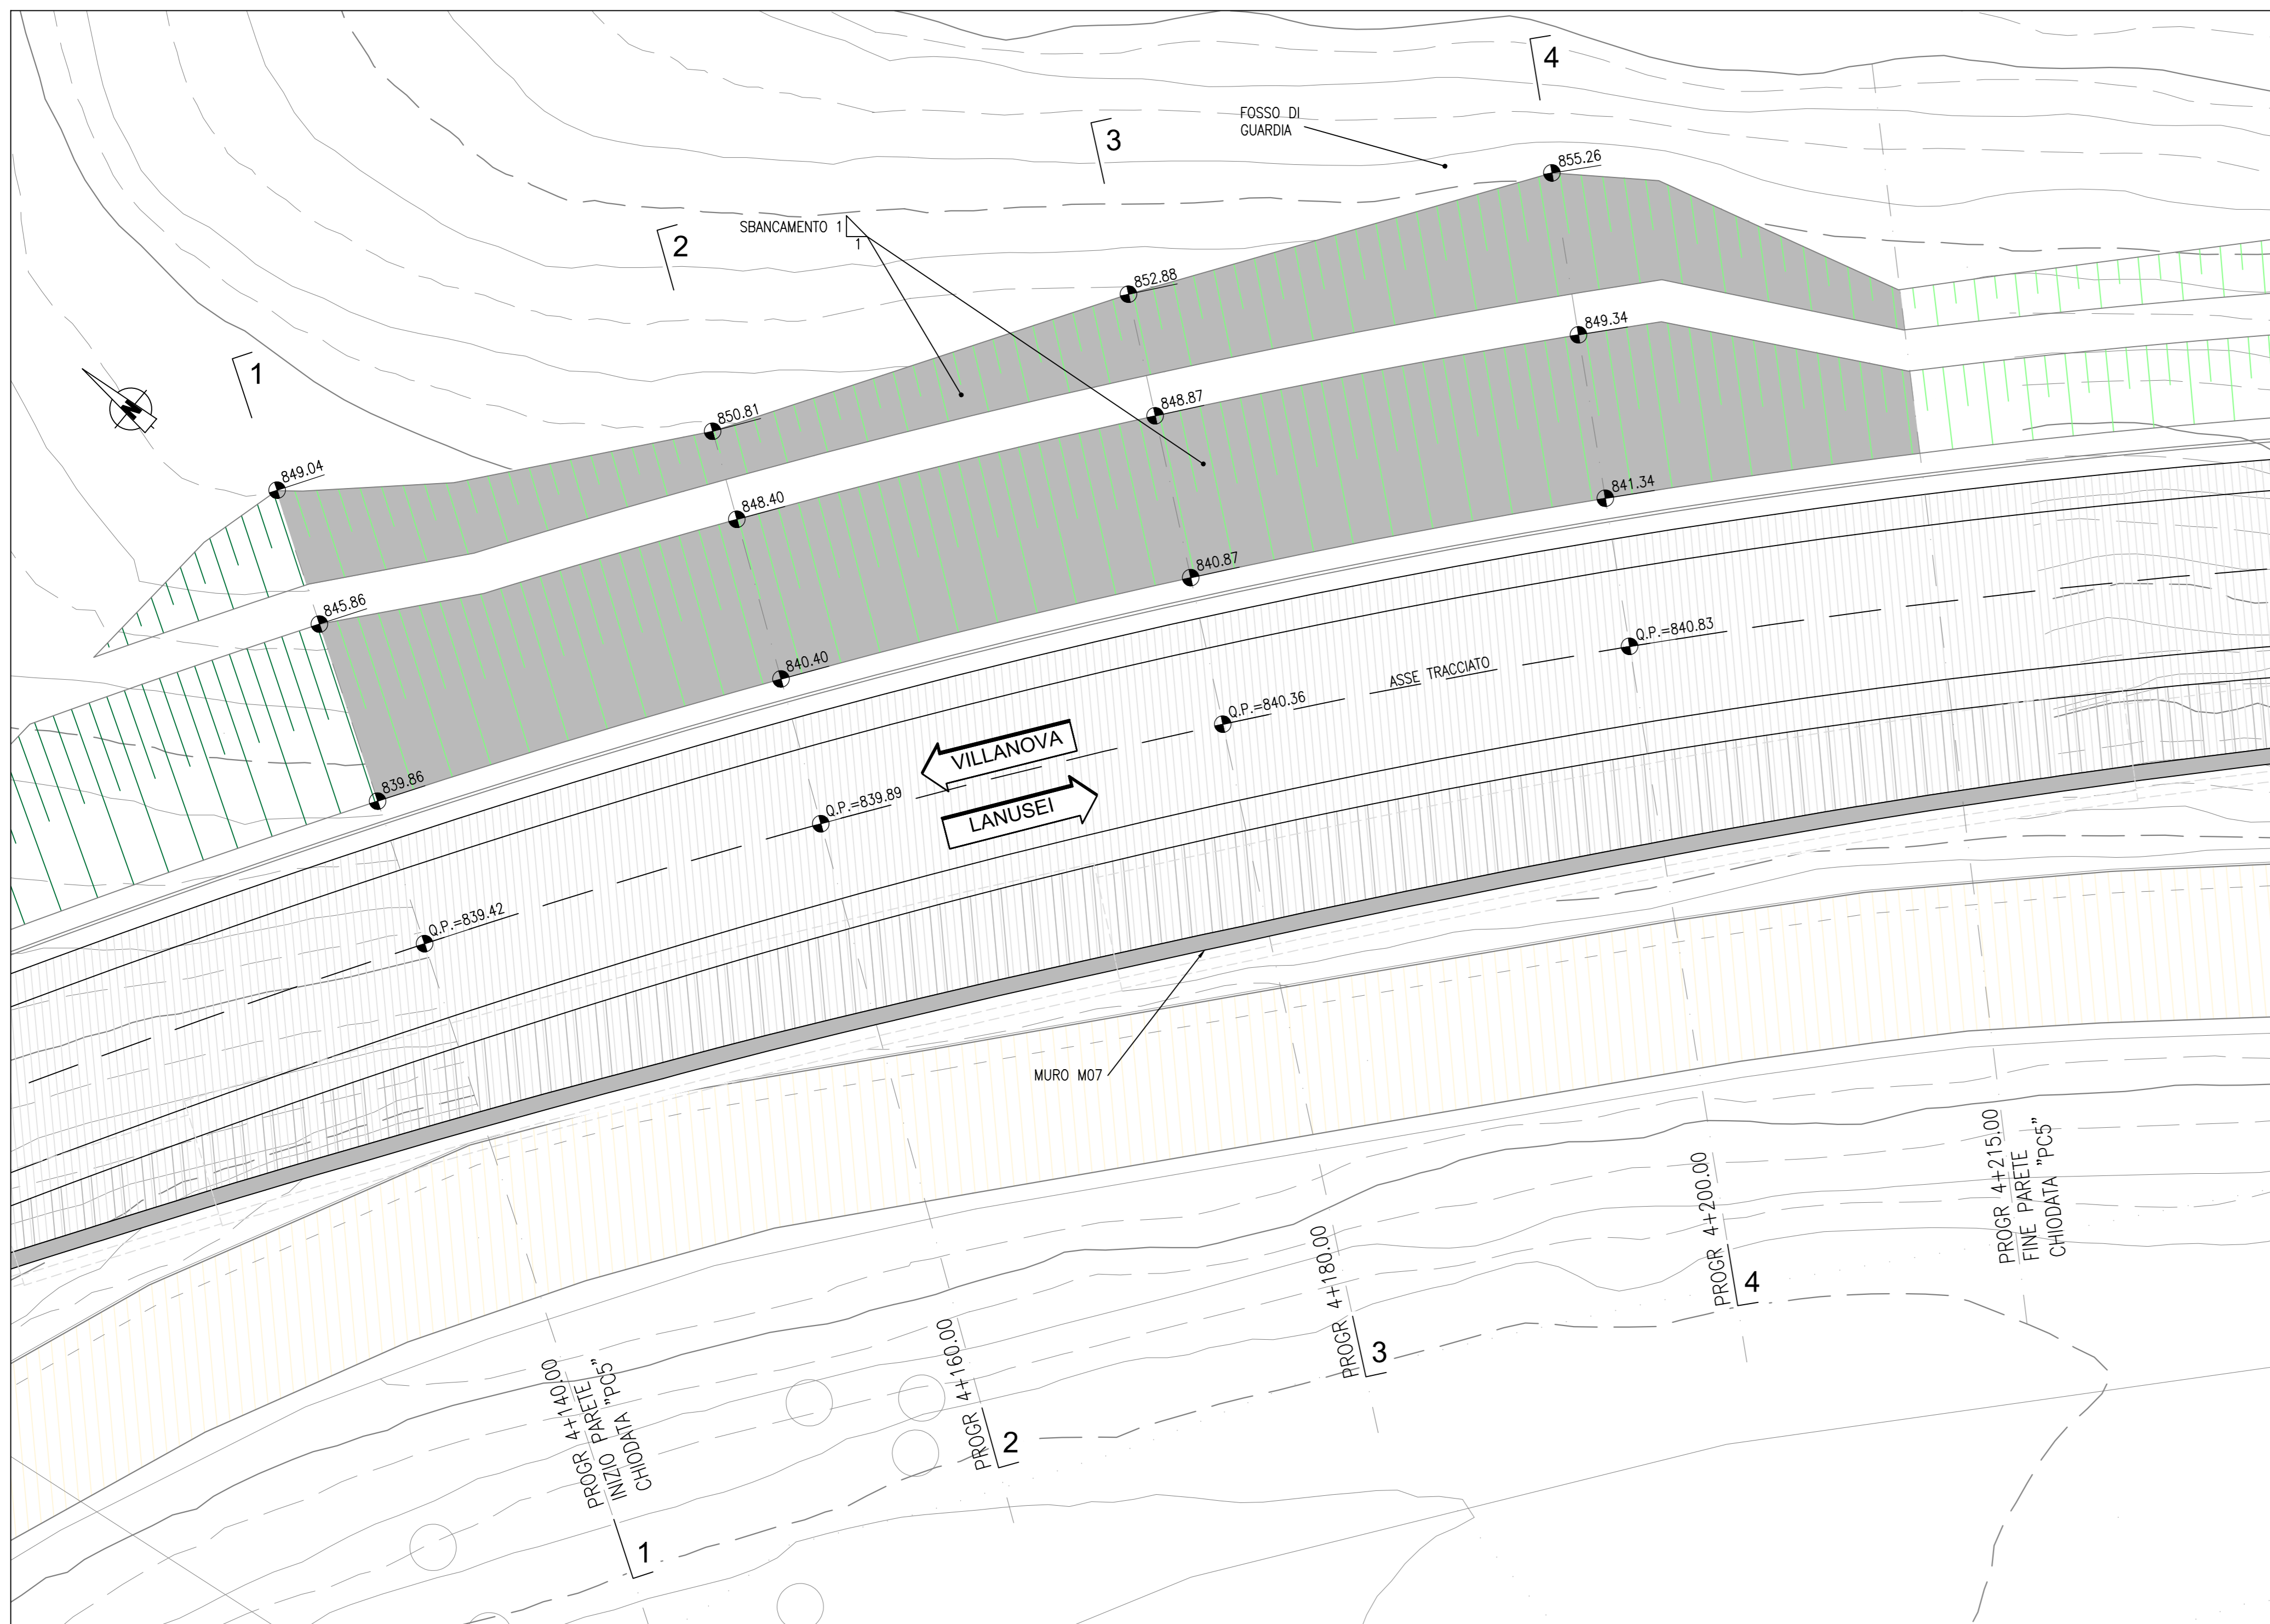 4
FOSSO DI
GUARDIA
3
855.26
2
SBANCAMENTO 1
1
852.88
849.34
1
850.81
848.87
849.04
848.40
841.34
845.86
840.87
Q.P.=840.83
840.40
ASSE TRACCIATO
Q.P.=840.36
VILLANOVA
839.86
Q.P.=839.89
LANUSEI
Q.P.=839.42
N
MURO M07
PROGR 4+215.00
FINE PARETE
CHIODATA "PC5"
PROGR 4+200.00
4
PROGR 4+180.00
3
PROGR 4+160.00
2
PROGR 4+140.00
INIZIO PARETE
CHIODATA "PC5"
1